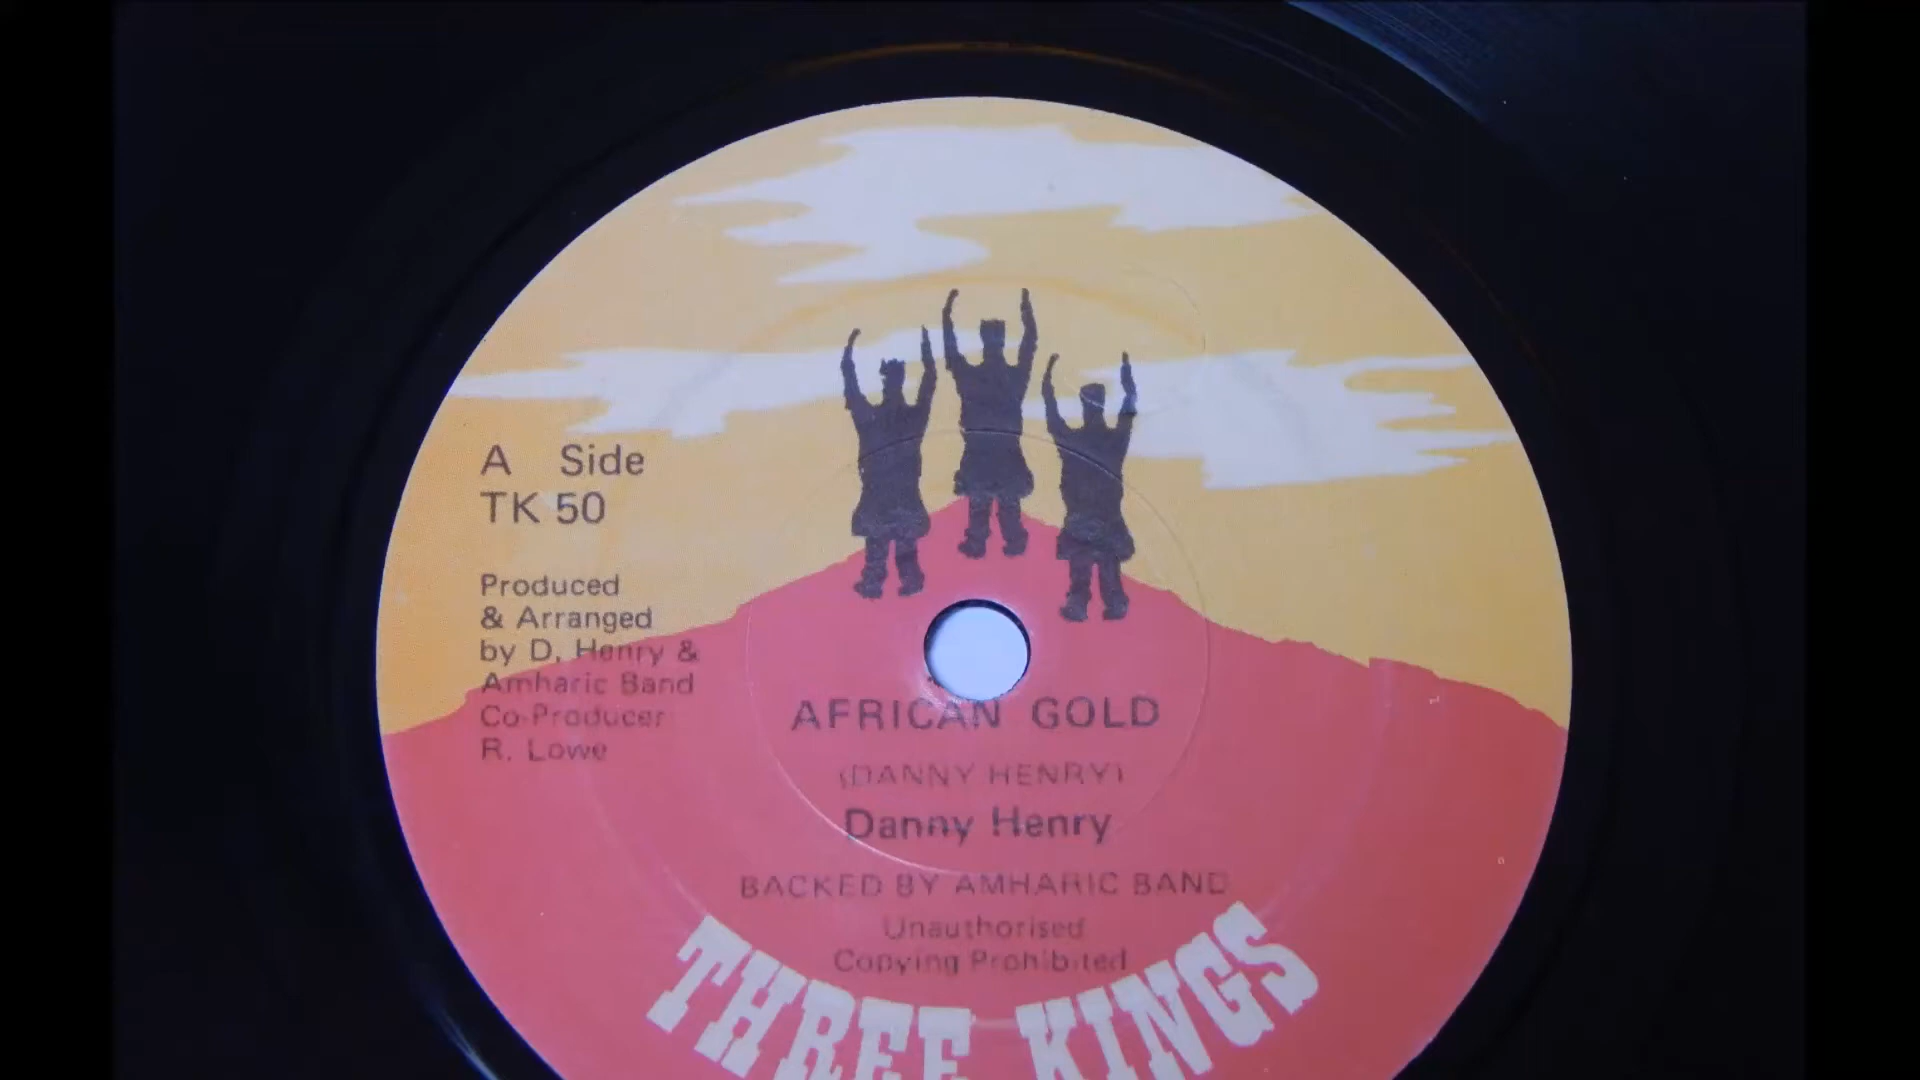 A Side
TK 50
Produced
& Arranged
by D. Henry &
Amharic Band
Co-Producer
R. Lowe
AFRICAN GOLD
(DANNY HENRY)
Danny Henry
BACKED BY AMHARIC BAND
Unauthorised
Copying Prohibited
THREE KINGS